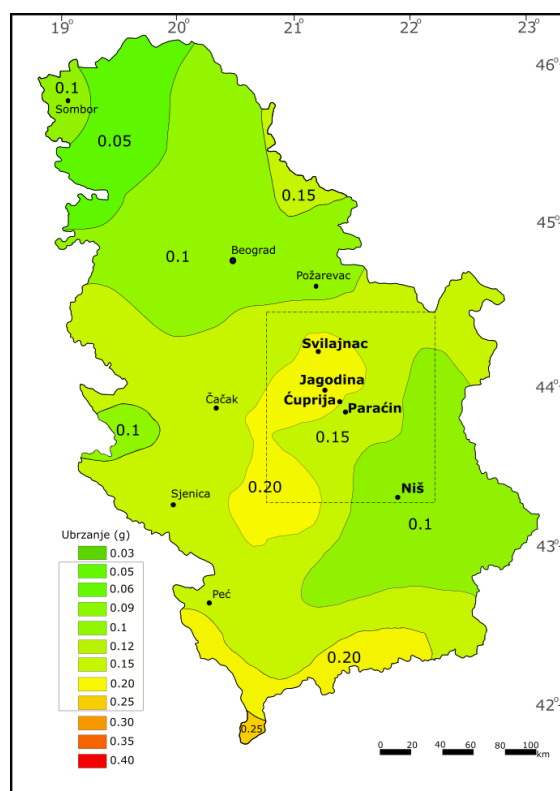 19°
20°
21°
22°
23°
46°
0.1
Sombor
0.05
0.15
45°
0.1
Beograd
Požarevac
Svilajnac
Jagodina
44°
Ćuprija
Čačak
Paraćin
0.1
0.15
0.20
Niš
Sjenica
0.1
43°
Ubrzanje (g)
0.03
0.05
0.06
0.09
0.1
0.12
0.15
0.20
0.25
0.30
0.35
0.40
Peć
0.20
42°
0.25
0 20 40 60 80 100
km